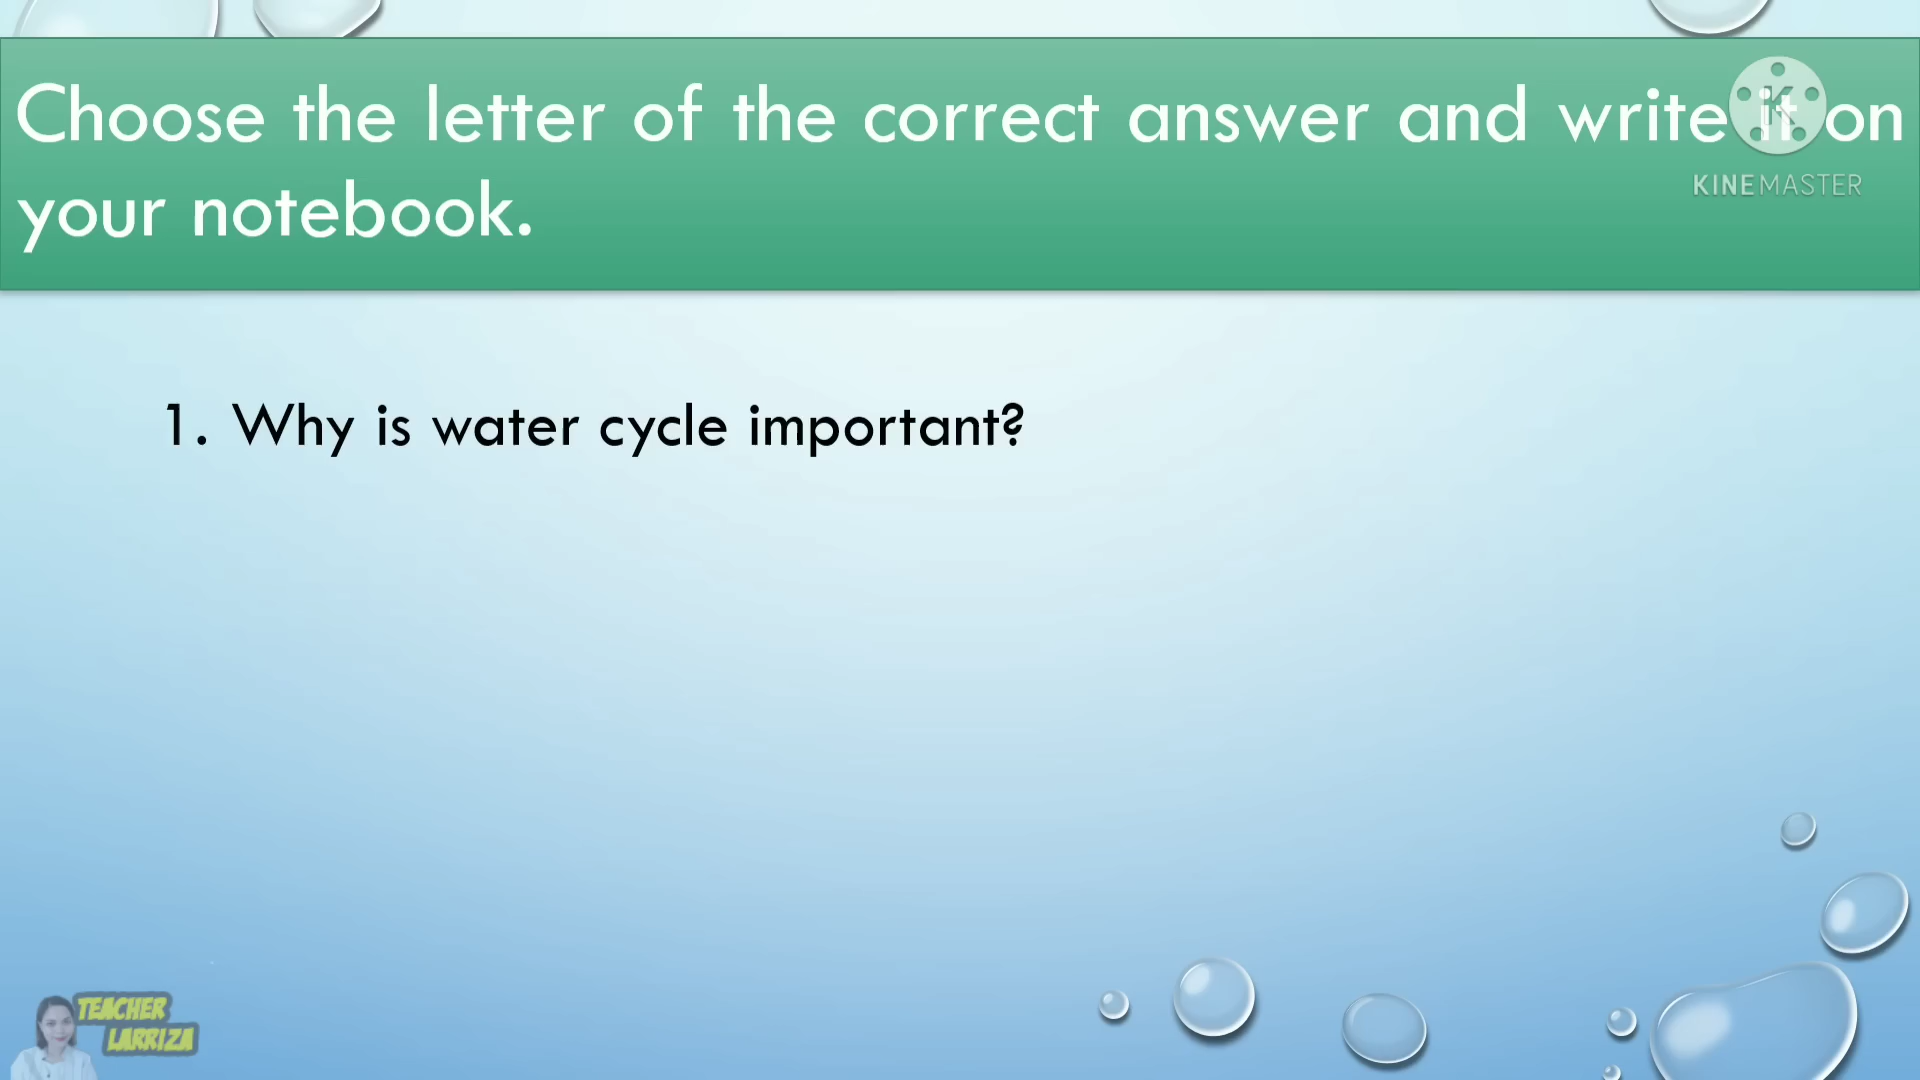 Choose the letter of the correct answer and write it on
your notebook.
KINEMASTER
1. Why is water cycle important?
TEACHER
LARRIZA